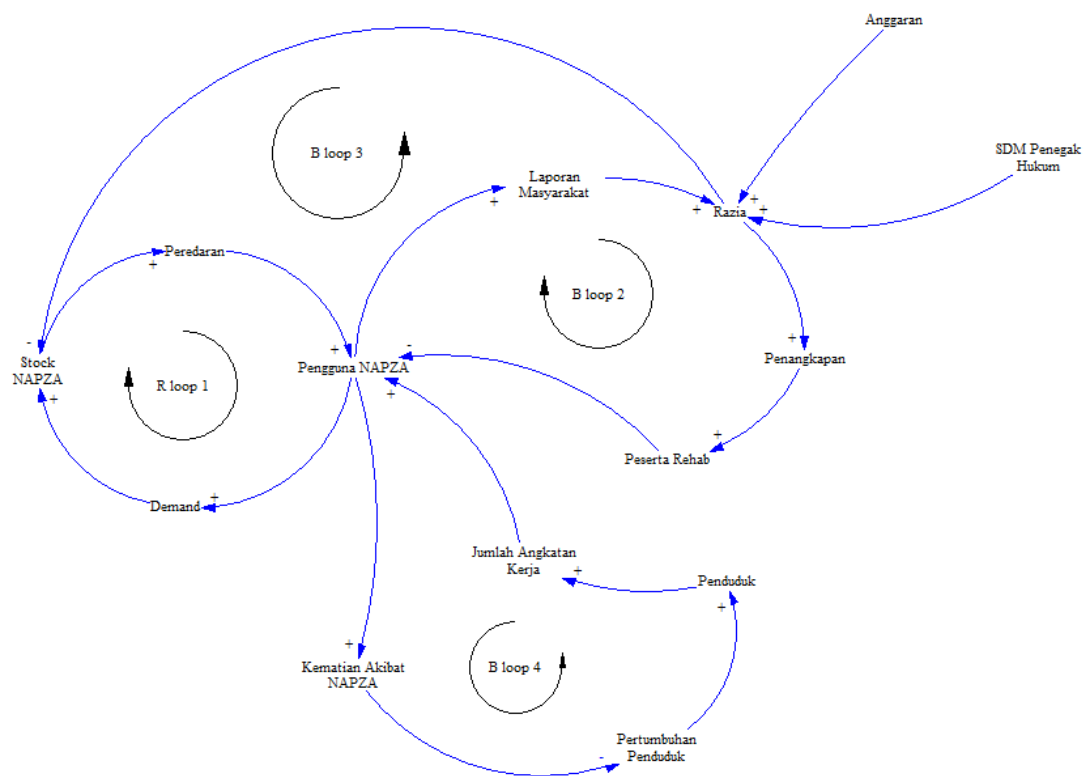 Anggaran
B loop 3
SDM Penegak
Hukum
Laporan
Masyarakat
+
+
Razia
+
+
Peredaran
+
B loop 2
-
Stock
NAPZA
+
R loop 1
+
Pengguna NAPZA
-
+
+
Penangkapan
+
Peserta Rehab
Demand
+
Jumlah Angkatan
Kerja
+
Penduduk
+
+
Kematian Akibat
NAPZA
B loop 4
Pertumbuhan
Penduduk
-